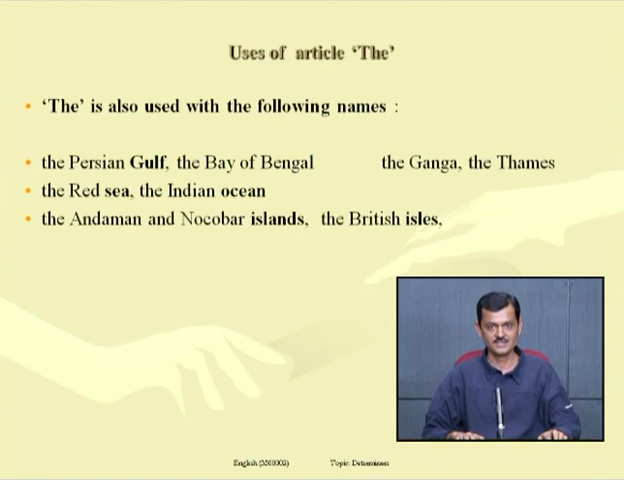 Uses of article ‘The’
• ‘The’ is also used with the following names :
• the Persian Gulf, the Bay of Bengal the Ganga, the Thames
• the Red sea, the Indian ocean
• the Andaman and Nocobar islands, the British isles,
English (3300002) Topic: Determiners